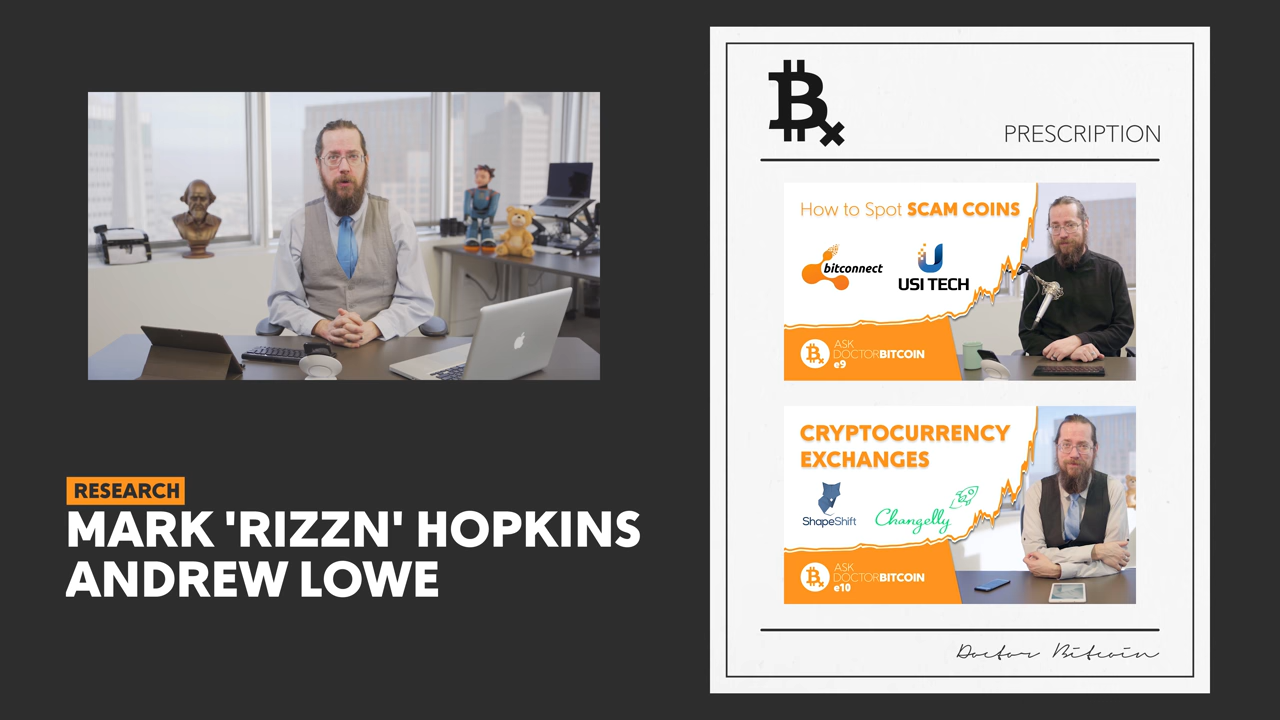 RESEARCH
MARK 'RIZZN' HOPKINS
ANDREW LOWE
PRESCRIPTION
How to Spot SCAM COINS
bitconnect
USI TECH
ASK
DOCTORBITCOIN
e9
CRYPTOCURRENCY
EXCHANGES
ShapeShift
Changelly
ASK
DOCTORBITCOIN
e10
Doctor Bitcoin